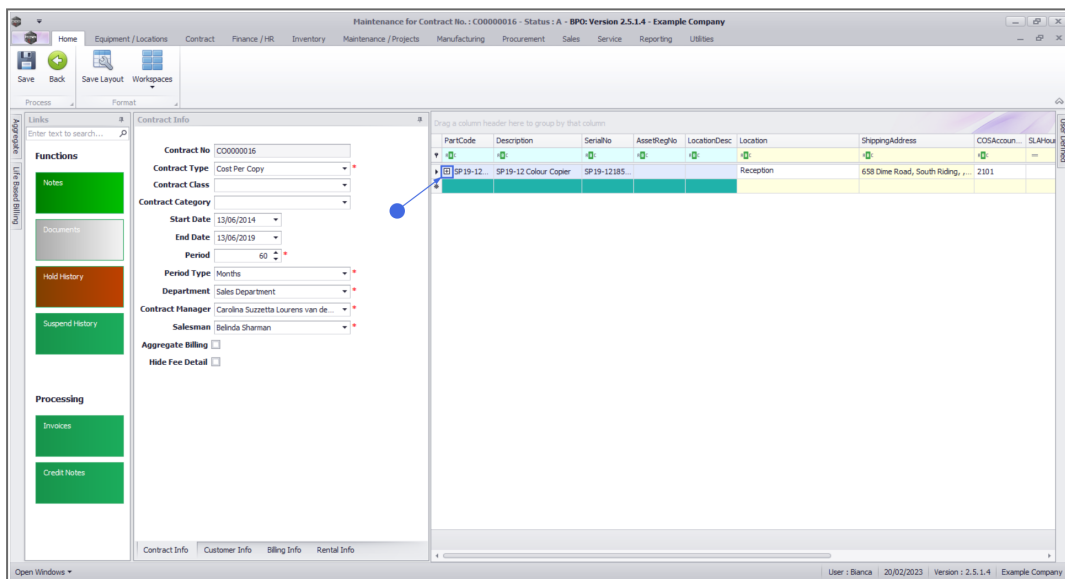 Maintenance for Contract No. : CO0000016 - Status : A - BPO: Version 2.5.1.4 - Example Company
Home Equipment / Locations Contract Finance / HR Inventory Maintenance / Projects Manufacturing Procurement Sales Service Reporting Utilities
Save Back Save Layout Workspaces
Process Format
Aggregate
Life Based Billing
Links
Enter text to search...
Functions
Notes
Documents
Hold History
Suspend History
Processing
Invoices
Credit Notes
Contract Info
Contract No CO0000016
Contract Type Cost Per Copy *
Contract Class
Contract Category
Start Date 13/06/2014
End Date 13/06/2019
Period 60 *
Period Type Months *
Department Sales Department *
Contract Manager Carolina Suzzetta Lourens van de... *
Salesman Belinda Sharman *
Aggregate Billing
Hide Fee Detail
Contract Info Customer Info Billing Info Rental Info
Drag a column header here to group by that column
PartCode Description SerialNo AssetRegNo LocationDesc Location ShippingAddress COSAccoun... SLAHou
SP19-12... SP19-12 Colour Copier SP19-12185... Reception 658 Dime Road, South Riding, ,... 2101
User Defined
Open Windows
User : Bianca 20/02/2023 Version : 2.5.1.4 Example Company